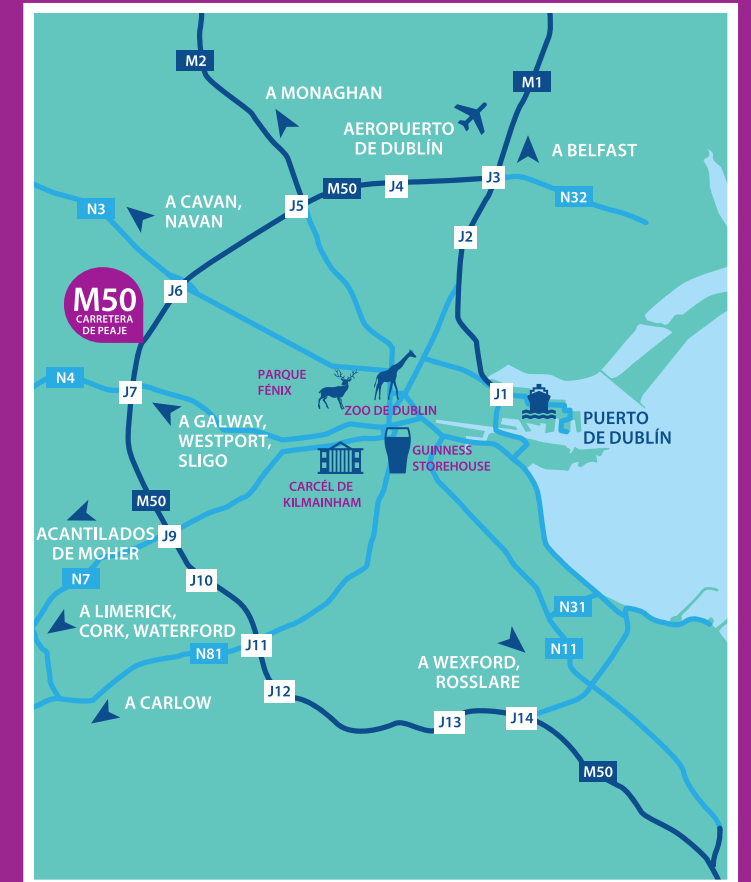 M2
M1
A MONAGHAN
AEROPUERTO
DE DUBLÍN
A BELFAST
J3
M50
J4
N32
A CAVAN,
NAVAN
N3
J5
J2
J6
M50
CARRETERA
DE PEAJE
PARQUE
FÉNIX
N4
J7
J1
ZOO DE DUBLIN
A GALWAY,
WESTPORT,
SLIGO
PUERTO
DE DUBLÍN
GUINNESS
STOREHOUSE
CARCÉL DE
KILMAINHAM
M50
ACANTILADOS
DE MOHER
J9
N7
J10
A LIMERICK,
CORK, WATERFORD
N31
J11
N81
N11
A WEXFORD,
ROSSLARE
J12
A CARLOW
J13
J14
M50